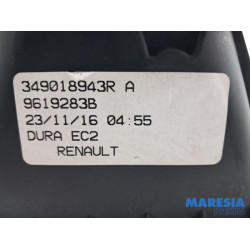 349018943R A
9619283B
23/11/16 04:55
DURA EC2
RENAULT
MARESIA